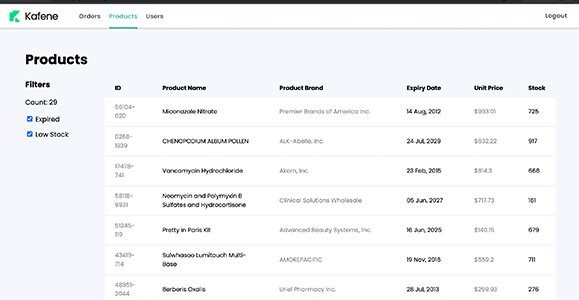 Kafene Orders Products Users Logout
Products
Filters
Count: 29
Expired
Low Stock
ID Product Name Product Brand Expiry Date Unit Price Stock
56104-
020 Miconazole Nitrate Premier Brands of America Inc. 14 Aug, 2012 $993.01 725
0268-
1239 CHENOPODIUM ALBUM POLLEN ALK-Abello, Inc. 24 Jul, 2029 $632.22 917
17478-
741 Vancomycin Hydrochloride Akorn, Inc. 23 Feb, 2015 $814.3 666
58118-
9931 Neomycin and Polymyxin B
Sulfates and Hydrocortisone Clinical Solutions Wholesale 05 Jun, 2027 $717.73 161
51345-
119 Pretty in Paris Kit Advanced Beauty Systems, Inc. 16 Jun, 2025 $140.15 679
43419-
714 Sulwhasoo Lumitouch Multi-
Base AMOREPACIFIC 19 Nov, 2015 $559.2 711
48951-
2044 Berberis Oxalis Uriel Pharmacy Inc. 28 Jul, 2013 $299.93 276